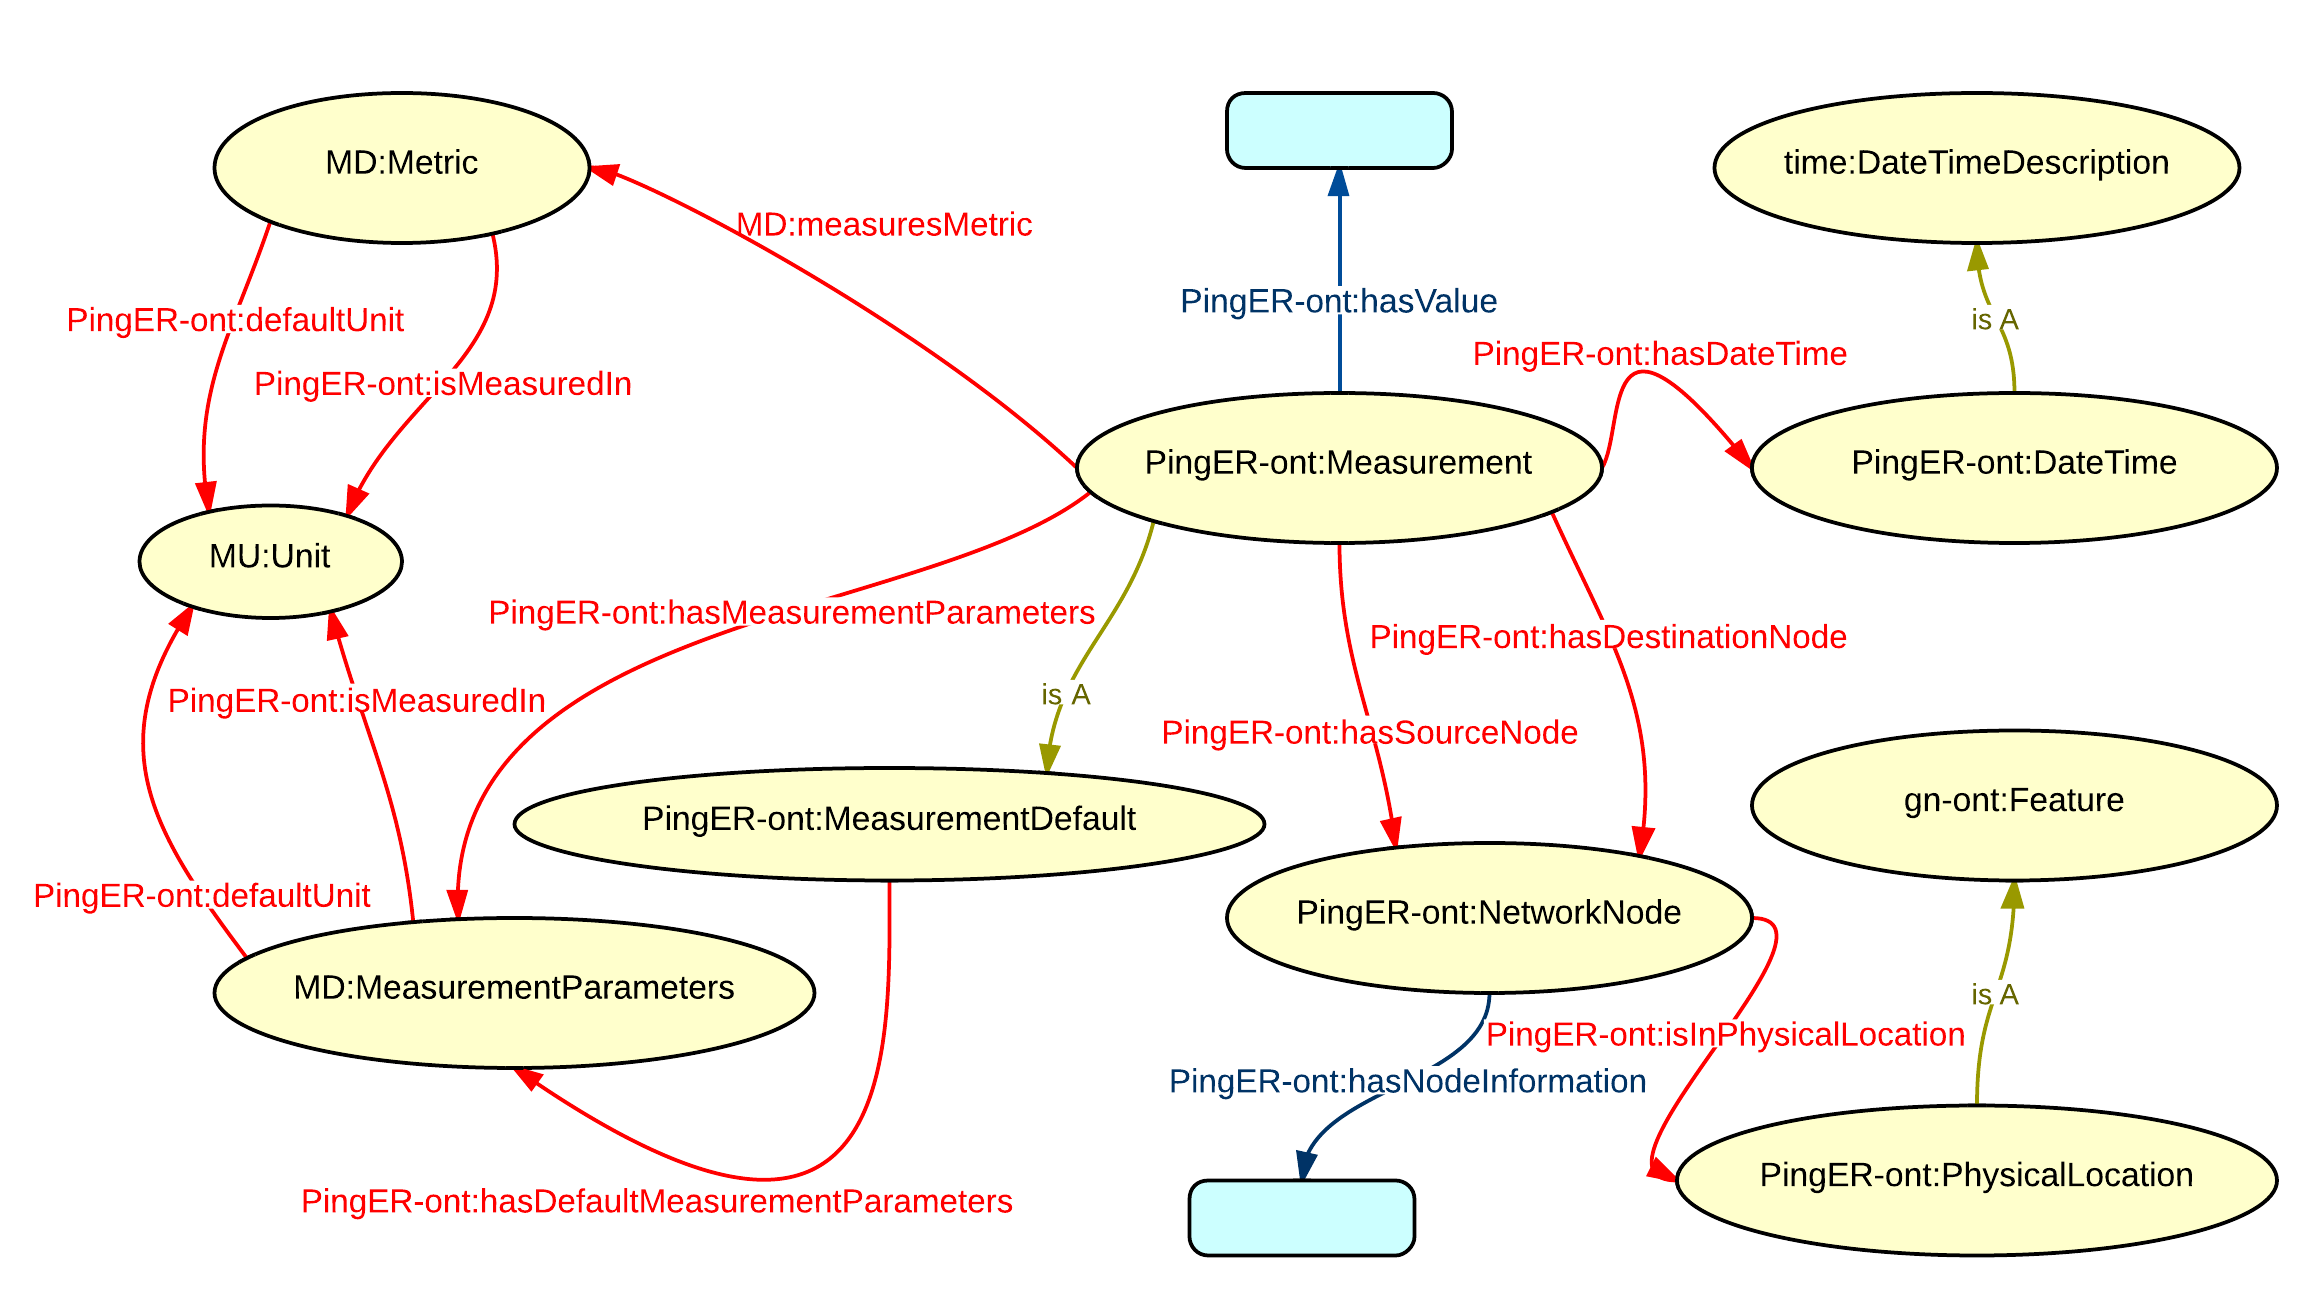 MD:Metric
time:DateTimeDescription
MD:measuresMetric
PingER-ont:hasValue
PingER-ont:defaultUnit
is A
PingER-ont:hasDateTime
PingER-ont:isMeasuredIn
PingER-ont:Measurement
PingER-ont:DateTime
MU:Unit
PingER-ont:hasMeasurementParameters
PingER-ont:hasDestinationNode
is A
PingER-ont:isMeasuredIn
PingER-ont:hasSourceNode
gn-ont:Feature
PingER-ont:MeasurementDefault
PingER-ont:defaultUnit
PingER-ont:NetworkNode
MD:MeasurementParameters
is A
PingER-ont:isInPhysicalLocation
PingER-ont:hasNodeInformation
PingER-ont:PhysicalLocation
PingER-ont:hasDefaultMeasurementParameters